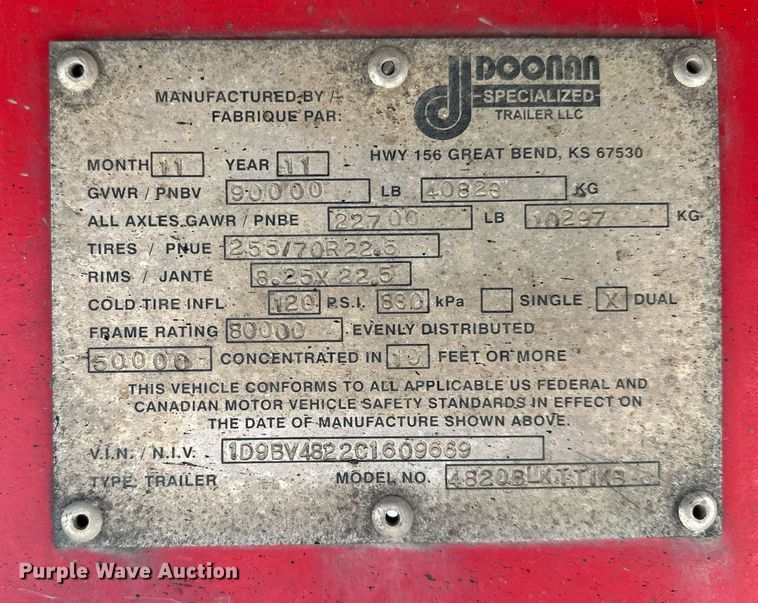 DOONAN
SPECIALIZED
TRAILER LLC
MANUFACTURED BY /
FABRIQUE PAR:
HWY 156 GREAT BEND, KS 67530
MONTH 11 YEAR 11
GVWR / PNBV 90000 LB 40823 KG
ALL AXLES GAWR / PNBE 22700 LB 10297 KG
TIRES / PNUE 255/70R22.5
RIMS / JANTE 8.25X22.5
COLD TIRE INFL 120 P.S.I. 830 kPa SINGLE X DUAL
FRAME RATING 80000 EVENLY DISTRIBUTED
50000 CONCENTRATED IN 10 FEET OR MORE
THIS VEHICLE CONFORMS TO ALL APPLICABLE US FEDERAL AND
CANADIAN MOTOR VEHICLE SAFETY STANDARDS IN EFFECT ON
THE DATE OF MANUFACTURE SHOWN ABOVE.
V.I.N. / N.I.V. 1D9BV4822C1609669
TYPE: TRAILER MODEL NO.
Purple Wave Auction